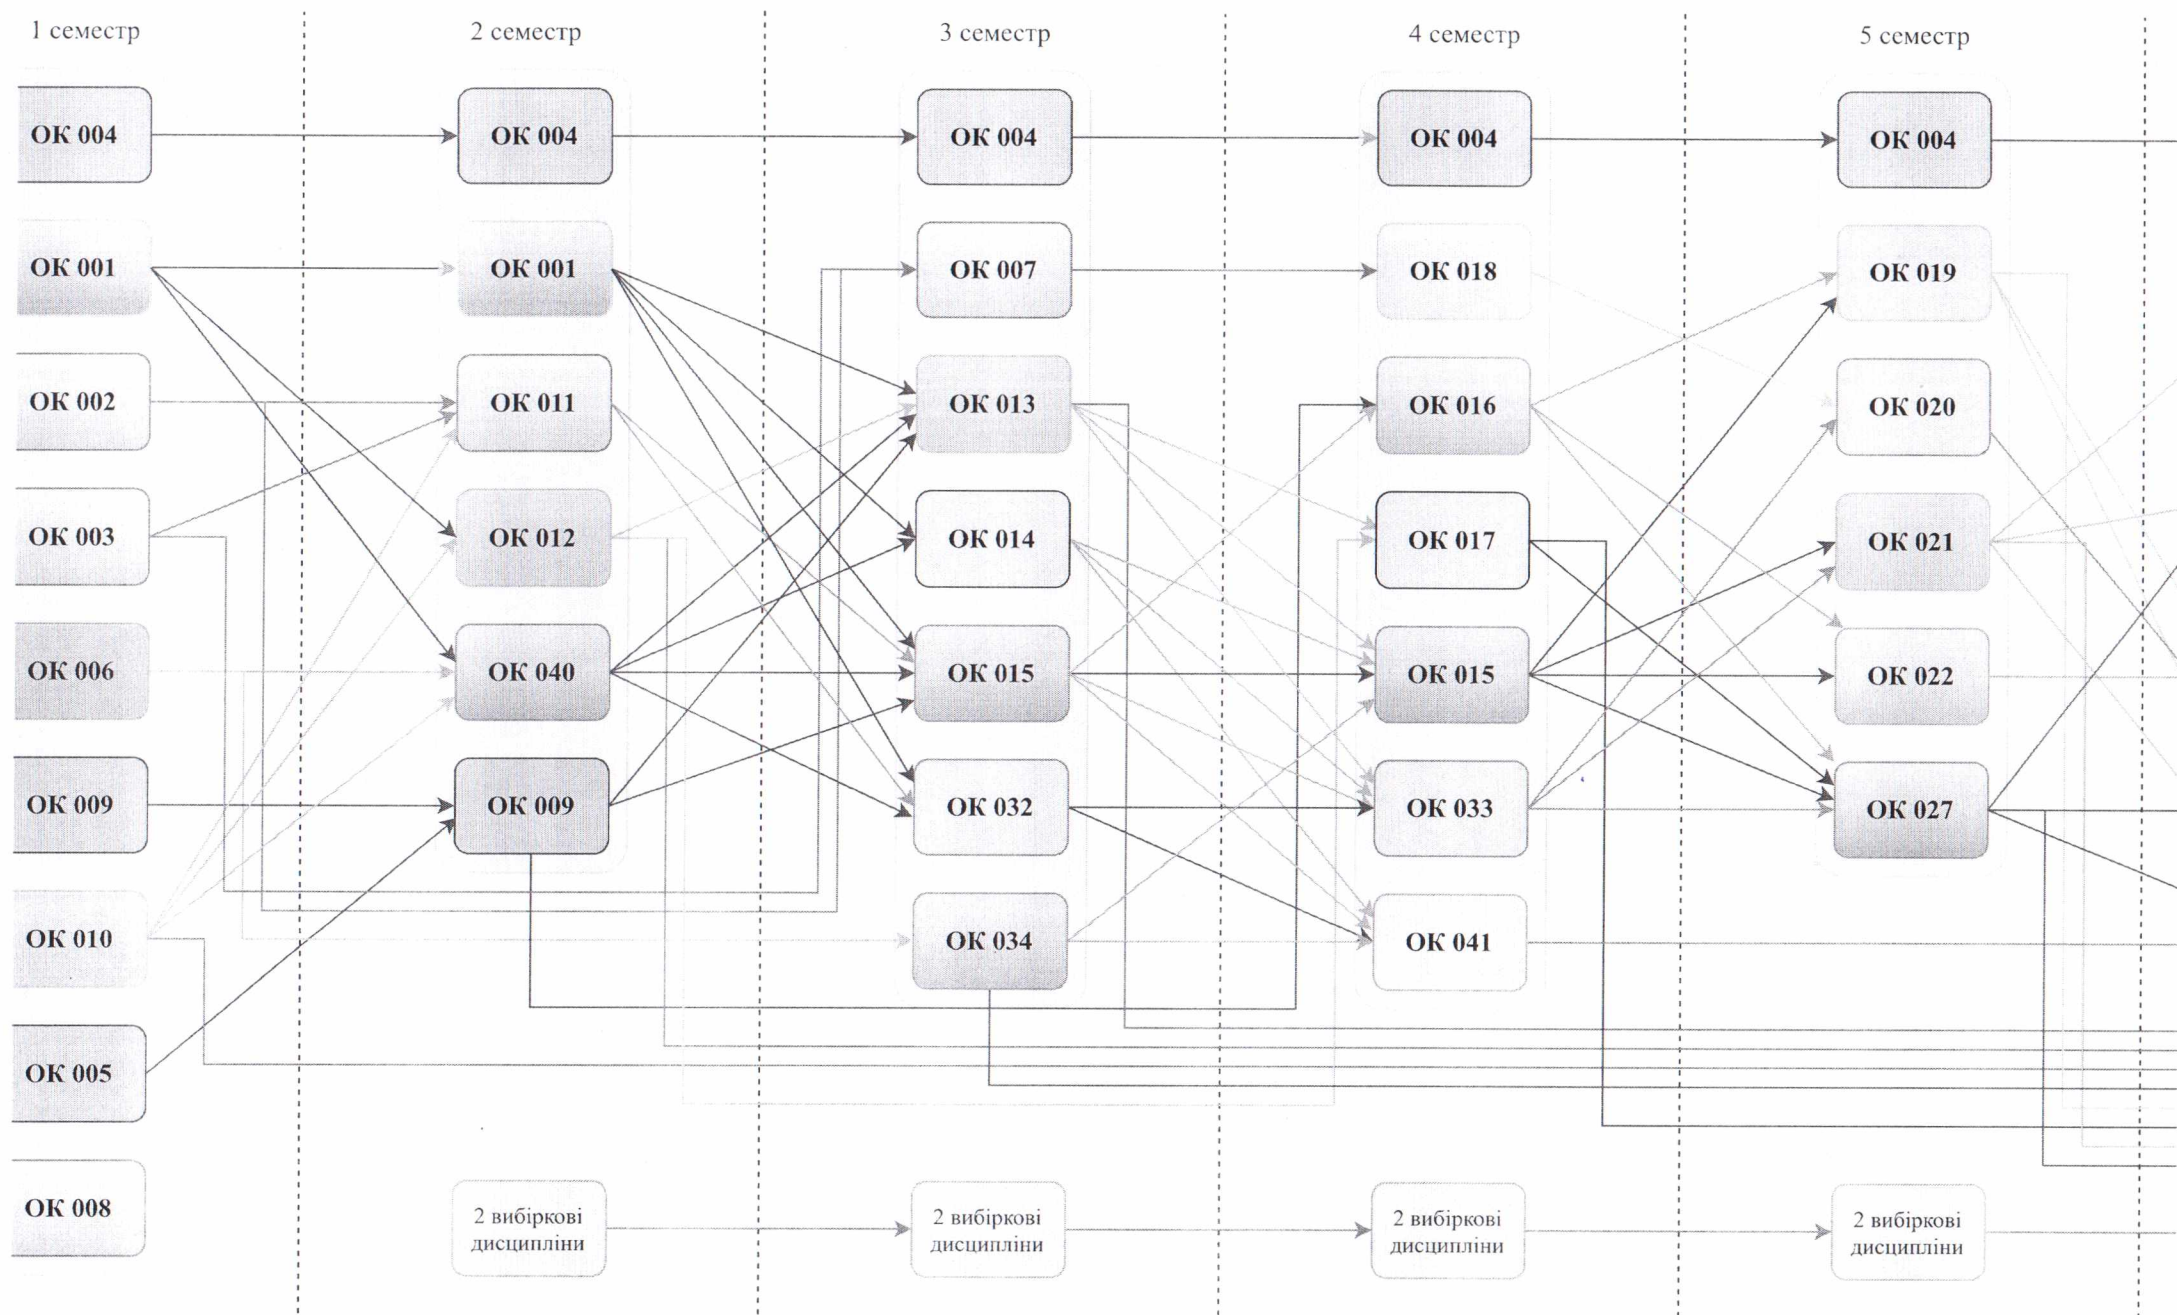 1 семестр
2 семестр
3 семестр
4 семестр
5 семестр
ОК 004
ОК 004
ОК 004
ОК 004
ОК 004
ОК 001
ОК 001
ОК 007
ОК 018
ОК 019
ОК 002
ОК 011
ОК 013
ОК 016
ОК 020
ОК 003
ОК 012
ОК 014
ОК 017
ОК 021
ОК 006
ОК 040
ОК 015
ОК 015
ОК 022
ОК 009
ОК 009
ОК 032
ОК 033
ОК 027
ОК 010
ОК 034
ОК 041
ОК 005
ОК 008
2 вибіркові
дисципліни
2 вибіркові
дисципліни
2 вибіркові
дисципліни
2 вибіркові
дисципліни